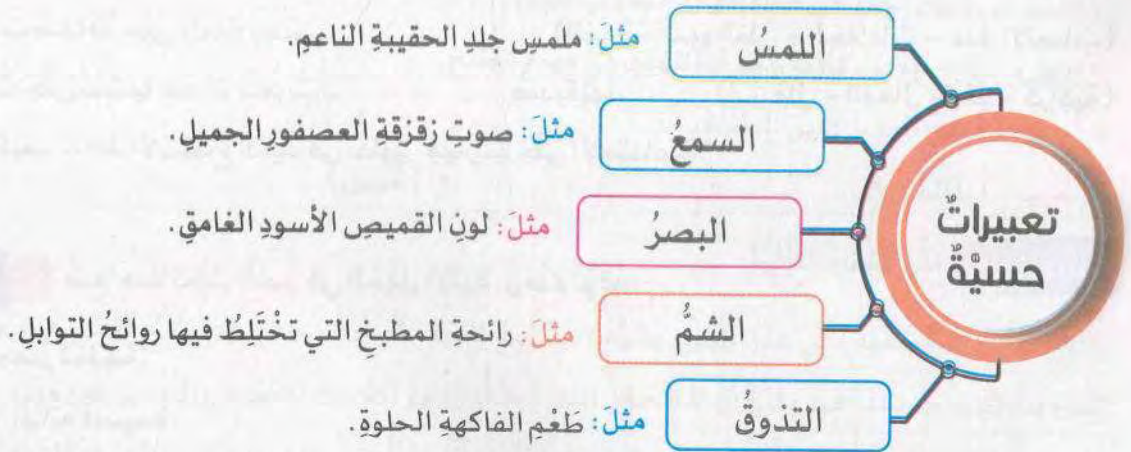 تعبيراتٌ
حسيَّةٌ
اللمسُ
مثلَ: ملمسِ جلدِ الحقيبةِ الناعمِ.
السمعُ
مثلَ: صوتِ زقزقةِ العصفورِ الجميلِ.
البصرُ
مثلَ: لونِ القميصِ الأسودِ الغامقِ.
الشمُّ
مثلَ: رائحةِ المطبخِ التي تخْتَلِطُ فيها روائحُ التوابلِ.
التذوقُ
مثلَ: طَعْمِ الفاكهةِ الحلوةِ.